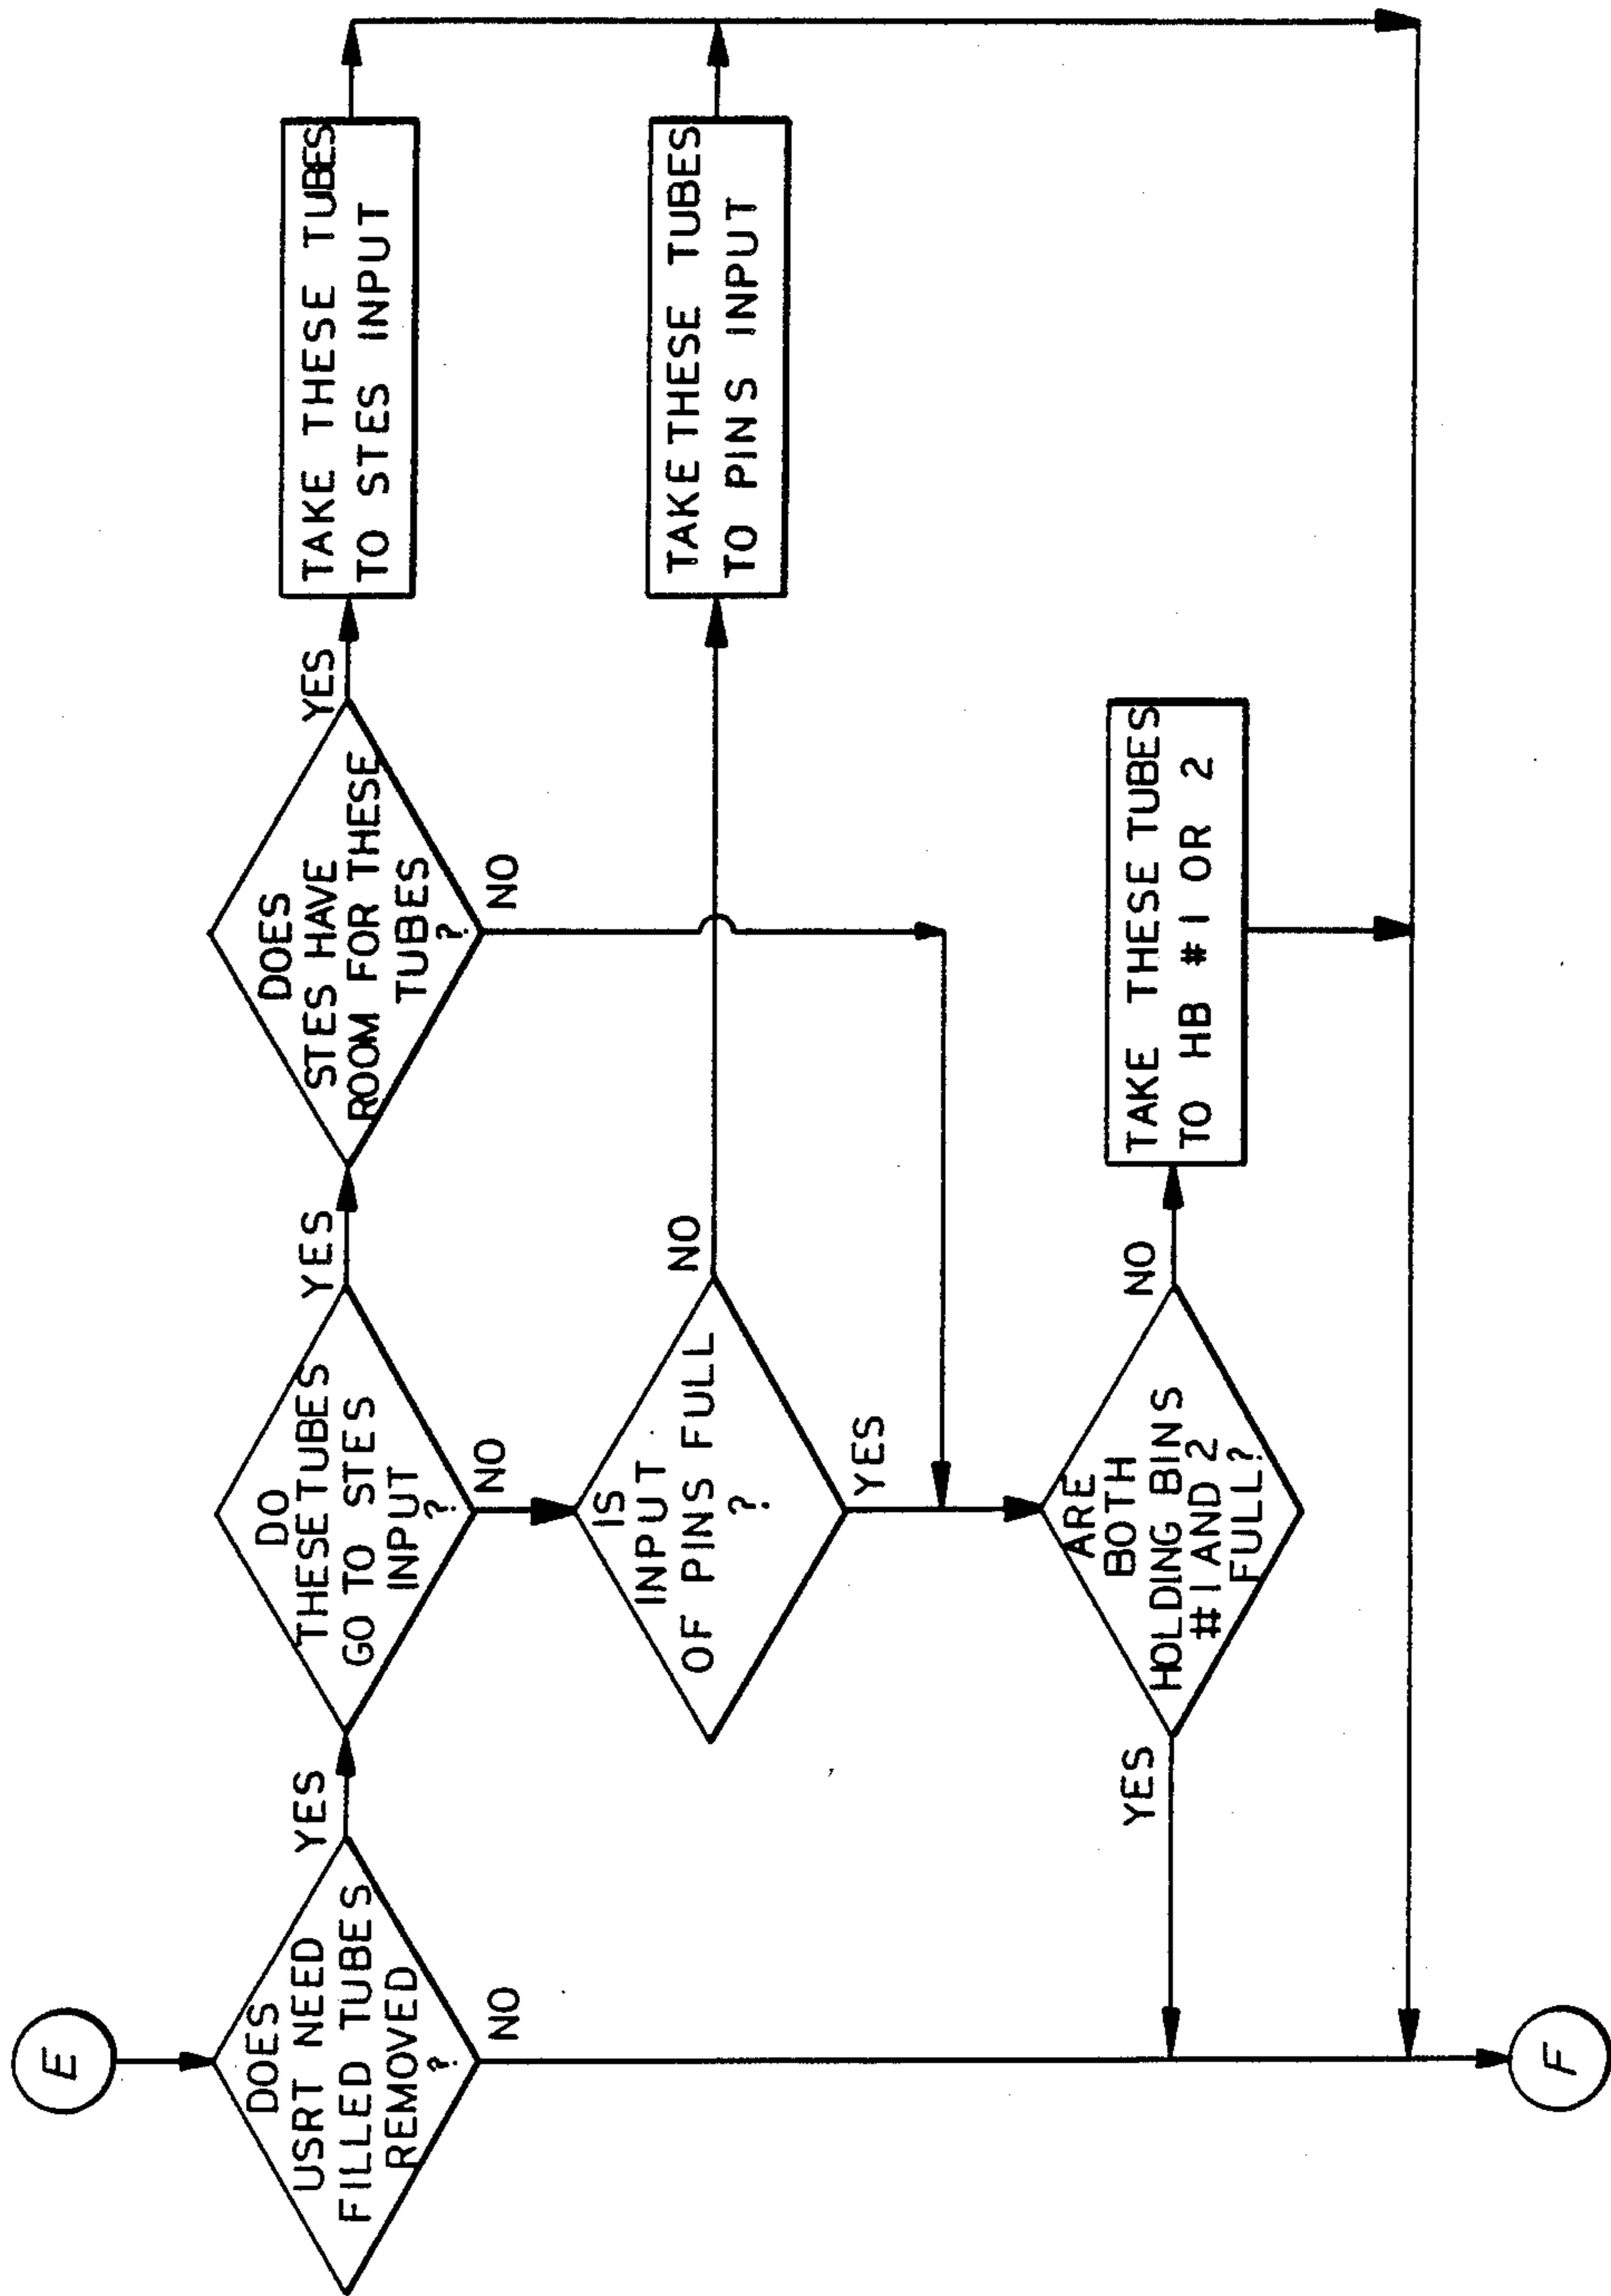 E
DOES
USRT NEED
FILLED TUBES
REMOVED
?
YES
NO
DO
THESE TUBES
GO TO STES
INPUT
?
YES
NO
DOES
STES HAVE
ROOM FOR THESE
TUBES
?
YES
NO
TAKE THESE TUBES
TO STES INPUT
IS
INPUT
OF PINS FULL
?
NO
YES
TAKE THESE TUBES
TO PINS INPUT
ARE
BOTH
HOLDING BINS
#1 AND 2
FULL?
YES
NO
TAKE THESE TUBES
TO HB #1 OR 2
F